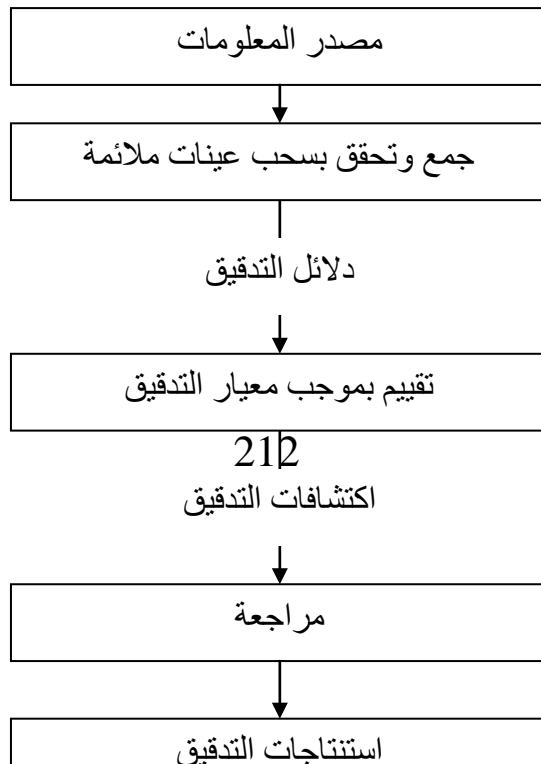 مصدر المعلومات
جمع وتحقق بسحب عينات ملائمة
دلائل التدقيق
تقييم بموجب معيار التدقيق
212
اكتشافات التدقيق
مراجعة
استنتاجات التدقيق